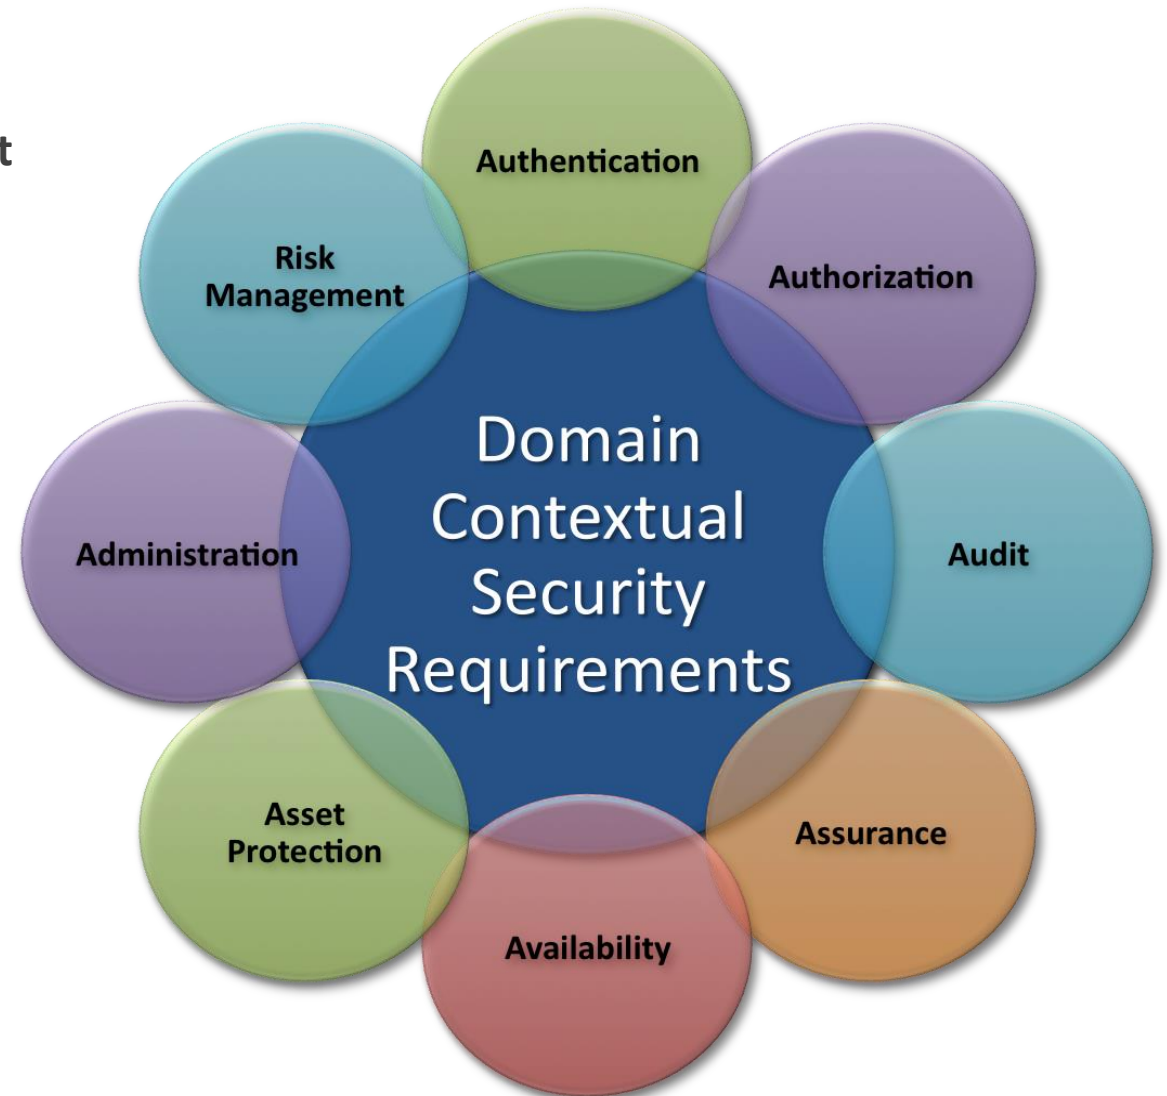 t
Authentication
Risk
Management
Authorization
Domain
Contextual
Security
Requirements
Administration
Audit
Asset
Protection
Assurance
Availability